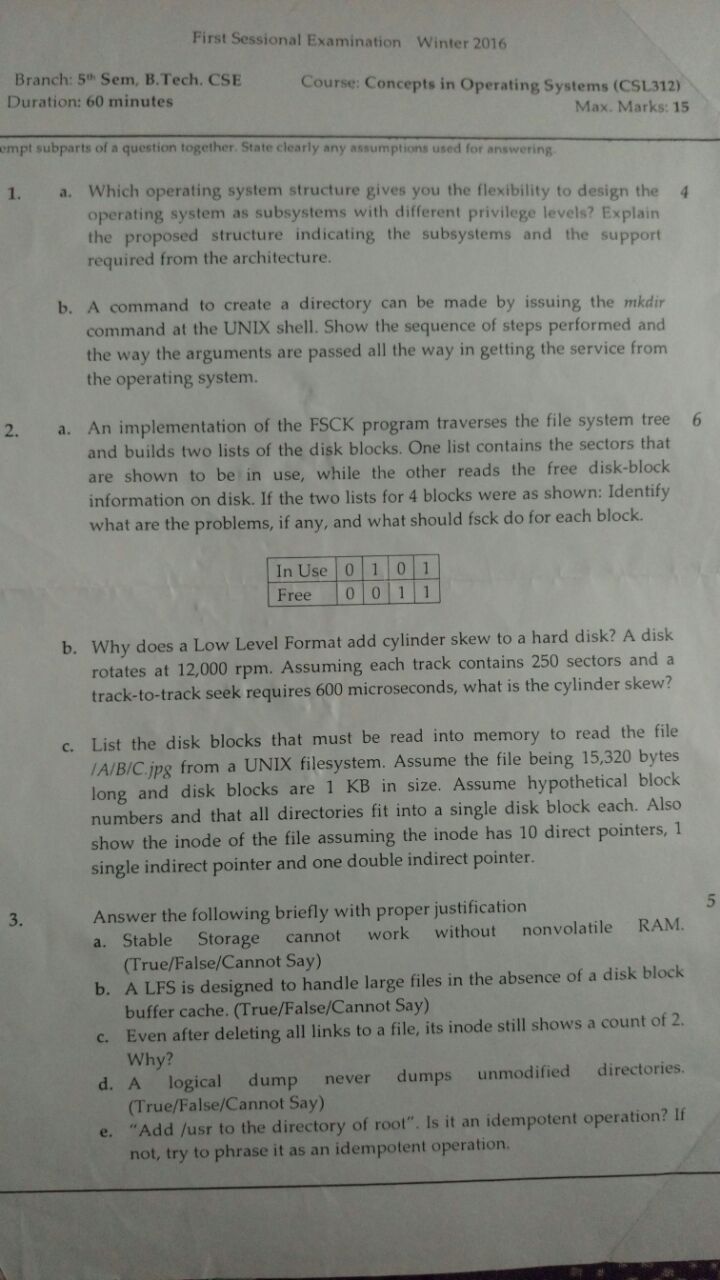 First Sessional Examination Winter 2016
Branch: 5th Sem, B.Tech. CSE Course: Concepts in Operating Systems (CSL312)
Duration: 60 minutes Max. Marks: 15
empt subparts of a question together. State clearly any assumptions used for answering.
1. a. Which operating system structure gives you the flexibility to design the 4
operating system as subsystems with different privilege levels? Explain
the proposed structure indicating the subsystems and the support
required from the architecture.
b. A command to create a directory can be made by issuing the mkdir
command at the UNIX shell. Show the sequence of steps performed and
the way the arguments are passed all the way in getting the service from
the operating system.
2. a. An implementation of the FSCK program traverses the file system tree 6
and builds two lists of the disk blocks. One list contains the sectors that
are shown to be in use, while the other reads the free disk-block
information on disk. If the two lists for 4 blocks were as shown: Identify
what are the problems, if any, and what should fsck do for each block.
In Use 0 1 0 1
Free 0 0 1 1
b. Why does a Low Level Format add cylinder skew to a hard disk? A disk
rotates at 12,000 rpm. Assuming each track contains 250 sectors and a
track-to-track seek requires 600 microseconds, what is the cylinder skew?
c. List the disk blocks that must be read into memory to read the file
/A/B/C.jpg from a UNIX filesystem. Assume the file being 15,320 bytes
long and disk blocks are 1 KB in size. Assume hypothetical block
numbers and that all directories fit into a single disk block each. Also
show the inode of the file assuming the inode has 10 direct pointers, 1
single indirect pointer and one double indirect pointer.
3. Answer the following briefly with proper justification 5
a. Stable Storage cannot work without nonvolatile RAM.
(True/False/Cannot Say)
b. A LFS is designed to handle large files in the absence of a disk block
buffer cache. (True/False/Cannot Say)
c. Even after deleting all links to a file, its inode still shows a count of 2.
Why?
d. A logical dump never dumps unmodified directories.
(True/False/Cannot Say)
e. "Add /usr to the directory of root". Is it an idempotent operation? If
not, try to phrase it as an idempotent operation.